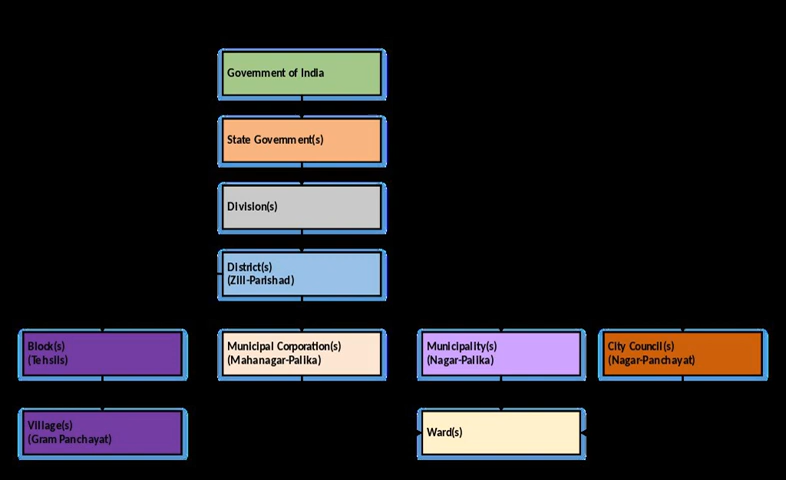 Government of India
State Government(s)
Division(s)
District(s)
(Zill-Parishad)
Block(s)
(Tehsils)
Municipal Corporation(s)
(Mahanagar-Palika)
Municipality(s)
(Nagar-Palika)
City Council(s)
(Nagar-Panchayat)
Village(s)
(Gram Panchayat)
Ward(s)